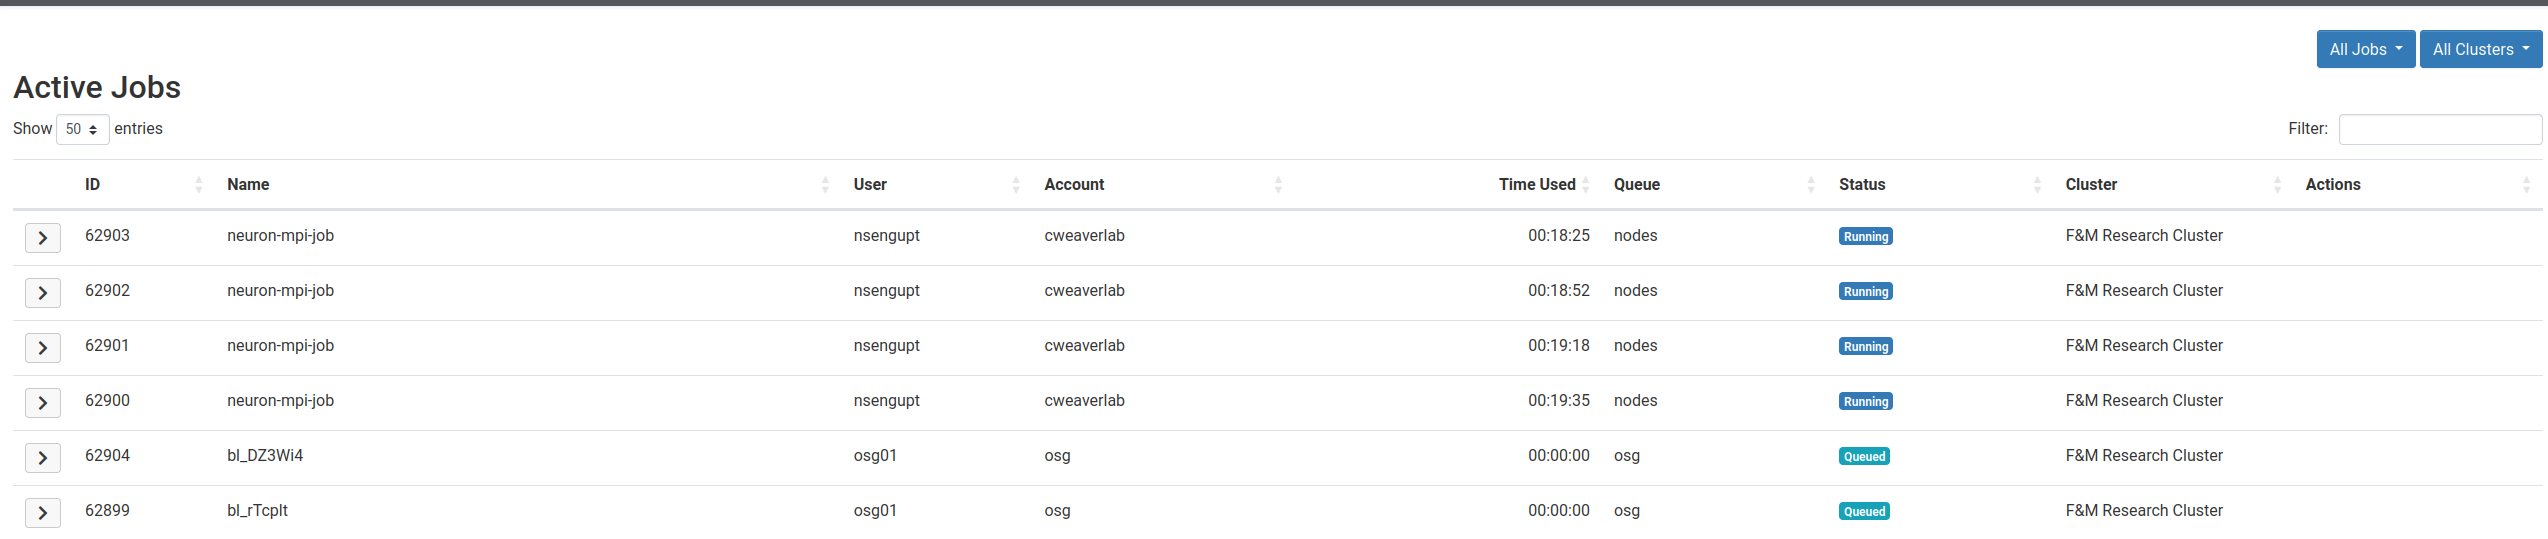 All Jobs All Clusters
Active Jobs
Show 50 entries Filter:
ID Name User Account Time Used Queue Status Cluster Actions
62903 neuron-mpi-job nsengupt cweaverlab 00:18:25 nodes Running F&M Research Cluster
62902 neuron-mpi-job nsengupt cweaverlab 00:18:52 nodes Running F&M Research Cluster
62901 neuron-mpi-job nsengupt cweaverlab 00:19:18 nodes Running F&M Research Cluster
62900 neuron-mpi-job nsengupt cweaverlab 00:19:35 nodes Running F&M Research Cluster
62904 bl_DZ3Wi4 osg01 osg 00:00:00 osg Queued F&M Research Cluster
62899 bl_rTcplt osg01 osg 00:00:00 osg Queued F&M Research Cluster